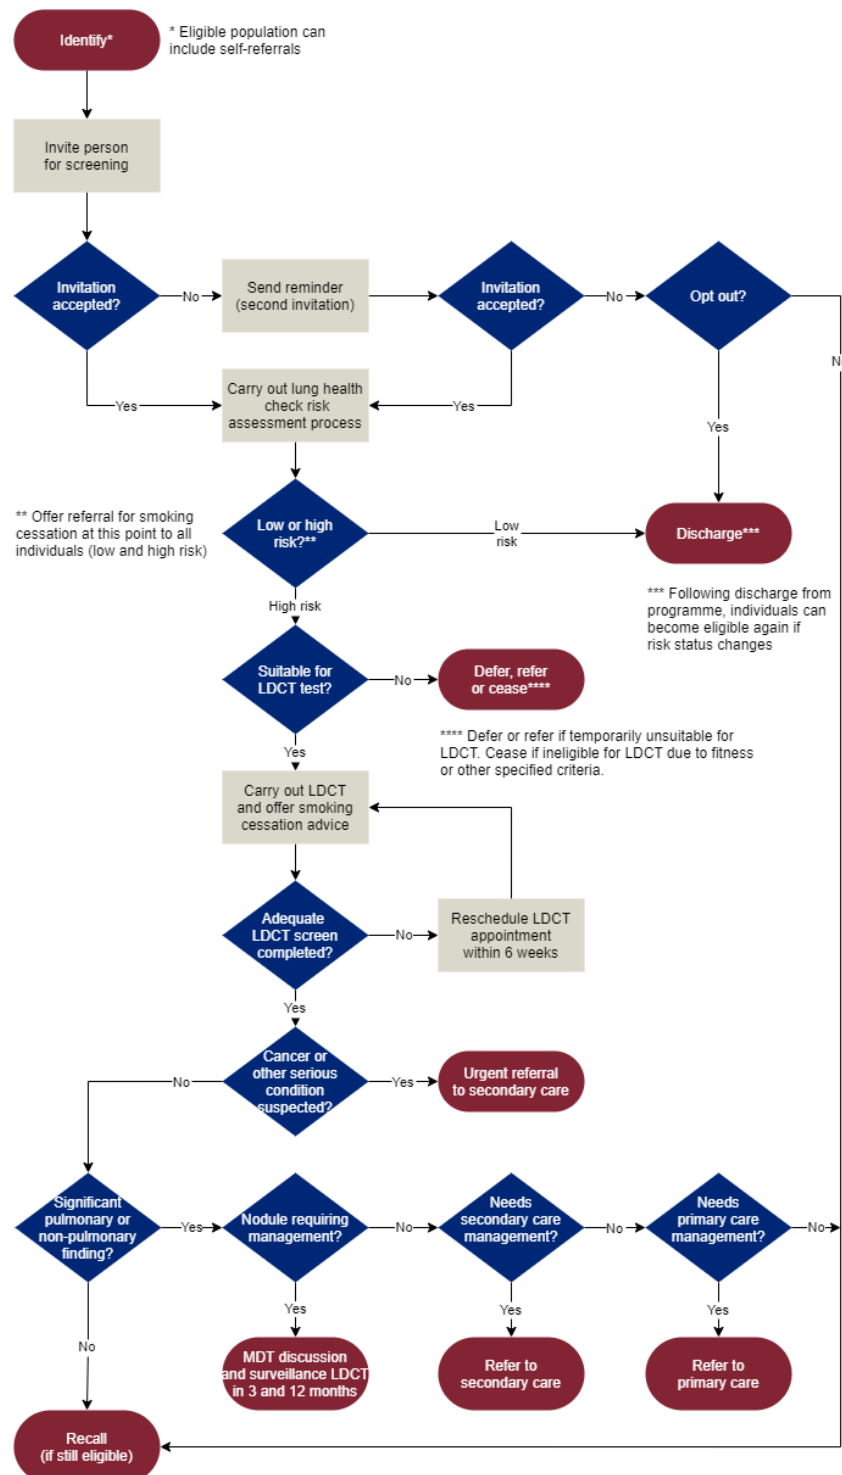 Identify*
* Eligible population can
include self-referrals
Invite person
for screening
Invitation
accepted?
No
Send reminder
(second invitation)
Invitation
accepted?
No
Opt out?
Yes
Carry out lung health
check risk
assessment process
Yes
Yes
** Offer referral for smoking
cessation at this point to all
individuals (low and high risk)
Low or high
risk?**
Low
risk
Discharge***
*** Following discharge from
programme, individuals can
become eligible again if
risk status changes
High risk
Suitable for
LDCT test?
No
Defer, refer
or cease****
**** Defer or refer if temporarily unsuitable for
LDCT. Cease if ineligible for LDCT due to fitness
or other specified criteria.
Yes
Carry out LDCT
and offer smoking
cessation advice
Adequate
LDCT screen
completed?
No
Reschedule LDCT
appointment
within 6 weeks
Yes
Cancer or
other serious
condition
suspected?
No
Yes
Urgent referral
to secondary care
Significant
pulmonary or
non-pulmonary
finding?
Yes
Nodule requiring
management?
No
Needs
secondary care
management?
No
Needs
primary care
management?
No
No
Yes
Yes
Yes
MDT discussion
and surveillance LDCT
in 3 and 12 months
Refer to
secondary care
Refer to
primary care
Recall
(if still eligible)